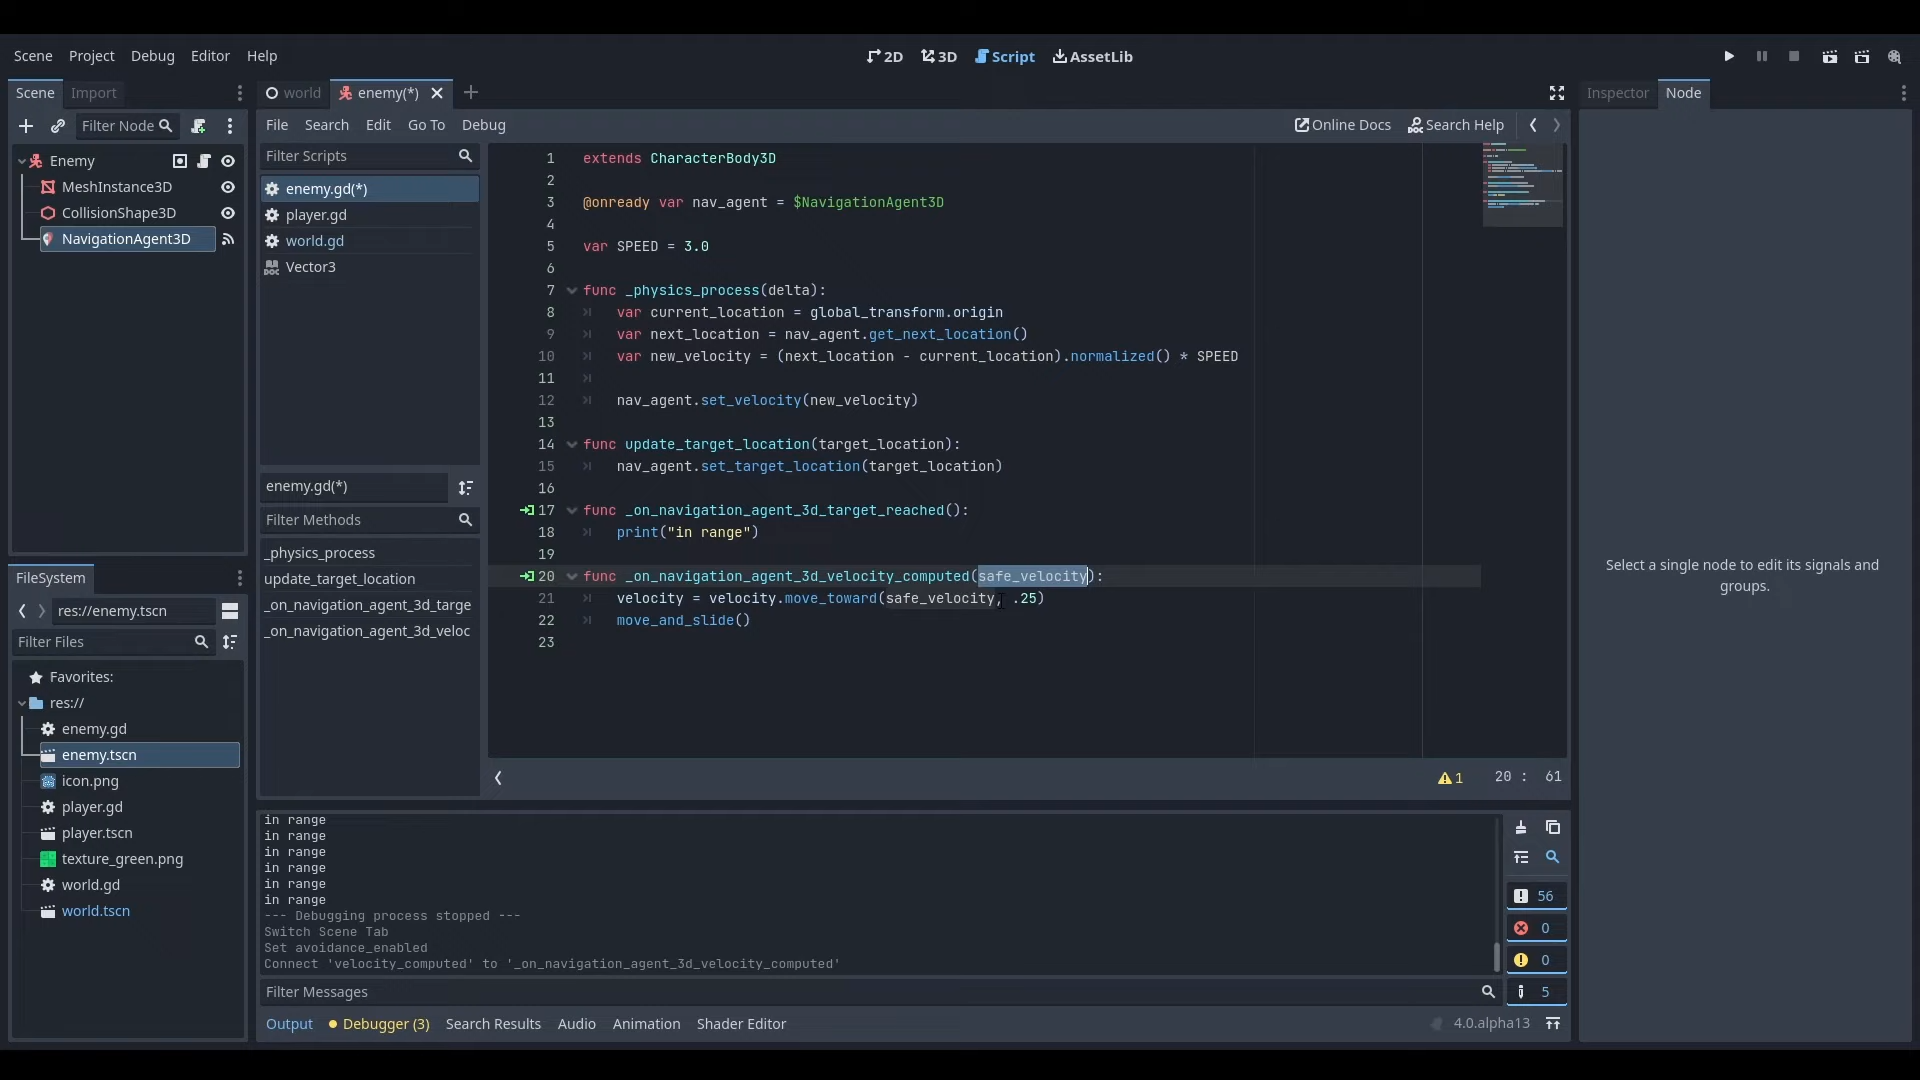 Scene Project Debug Editor Help
2D 3D Script AssetLib
Scene Import
Filter Node
Enemy
MeshInstance3D
CollisionShape3D
NavigationAgent3D
FileSystem
res://enemy.tscn
Filter Files
Favorites:
res://
enemy.gd
enemy.tscn
icon.png
player.gd
player.tscn
texture_green.png
world.gd
world.tscn
world enemy(*)
File Search Edit Go To Debug
Online Docs Search Help
Filter Scripts
enemy.gd(*)
player.gd
world.gd
Vector3
enemy.gd(*)
Filter Methods
_physics_process
update_target_location
_on_navigation_agent_3d_targe
_on_navigation_agent_3d_veloc
1 extends CharacterBody3D
2
3 @onready var nav_agent = $NavigationAgent3D
4
5 var SPEED = 3.0
6
7 func _physics_process(delta):
8 var current_location = global_transform.origin
9 var next_location = nav_agent.get_next_location()
10 var new_velocity = (next_location - current_location).normalized() * SPEED
11
12 nav_agent.set_velocity(new_velocity)
13
14 func update_target_location(target_location):
15 nav_agent.set_target_location(target_location)
16
17 func _on_navigation_agent_3d_target_reached():
18 print("in range")
19
20 func _on_navigation_agent_3d_velocity_computed(safe_velocity):
21 velocity = velocity.move_toward(safe_velocity, .25)
22 move_and_slide()
23
1 20 : 61
in range
in range
in range
in range
in range
in range
--- Debugging process stopped ---
Switch Scene Tab
Set avoidance_enabled
Connect 'velocity_computed' to '_on_navigation_agent_3d_velocity_computed'
56
0
0
5
Filter Messages
Output Debugger (3) Search Results Audio Animation Shader Editor
4.0.alpha13
Inspector Node
Select a single node to edit its signals and
groups.